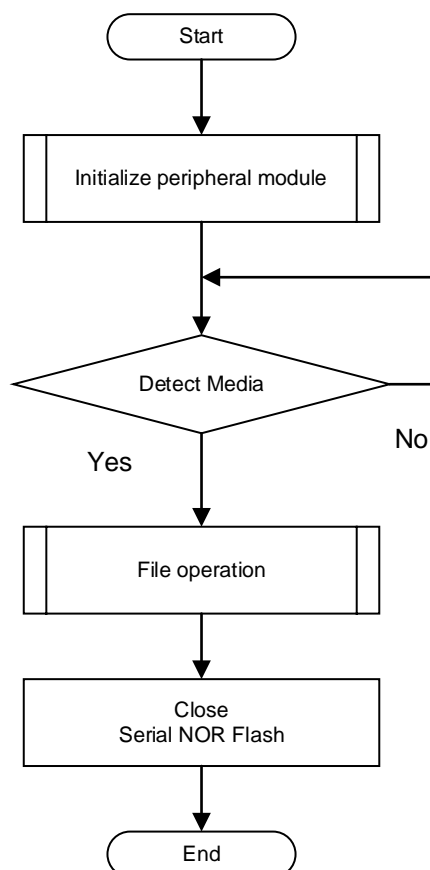 Start
Initialize peripheral module
Detect Media
No
Yes
File operation
Close
Serial NOR Flash
End